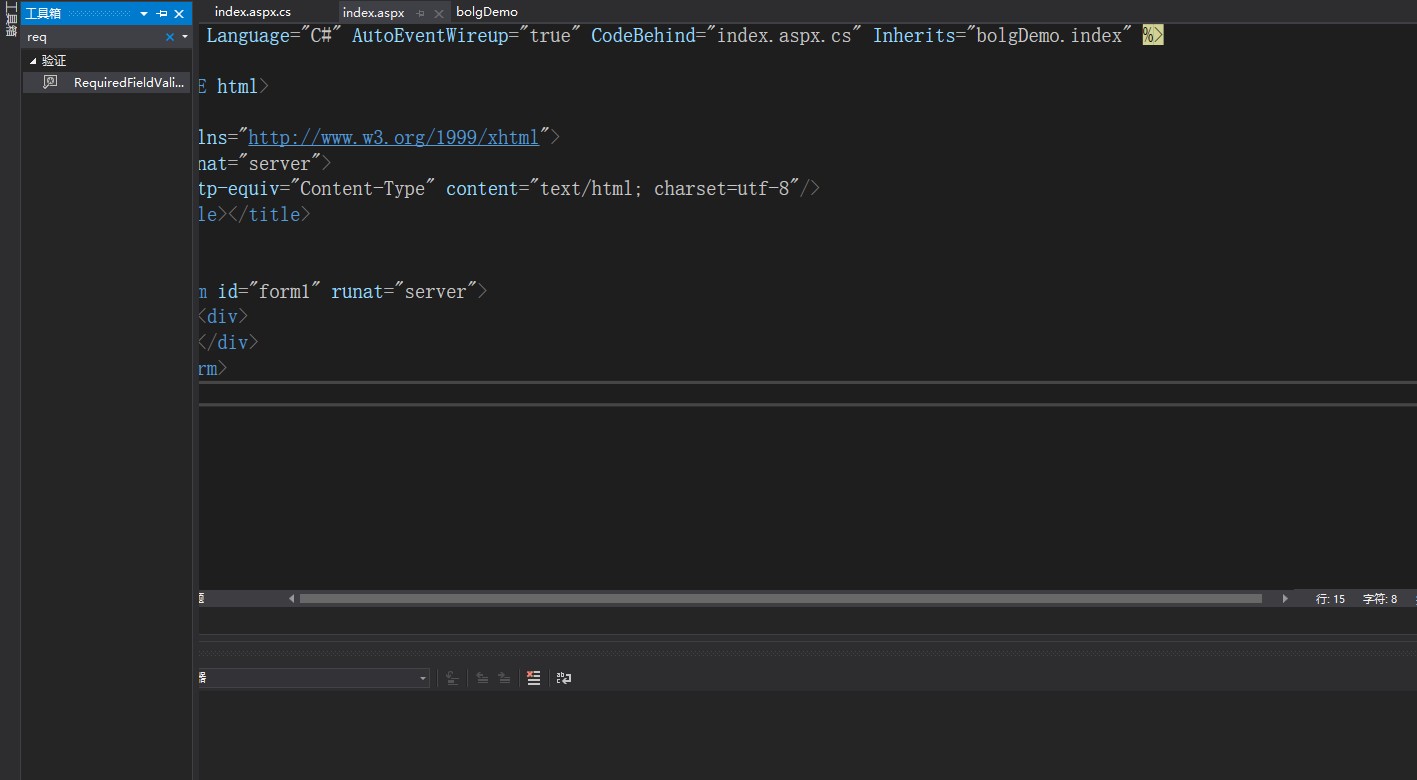 工具箱
工具箱
req
验证
RequiredFieldVali...
index.aspx.cs
index.aspx
bolgDemo
Language="C#" AutoEventWireup="true" CodeBehind="index.aspx.cs" Inherits="bolgDemo.index" %>
E html>
lns="http://www.w3.org/1999/xhtml">
nat="server">
tp-equiv="Content-Type" content="text/html; charset=utf-8"/>
le></title>
m id="form1" runat="server">
<div>
</div>
rm>
行: 15
字符: 8
器